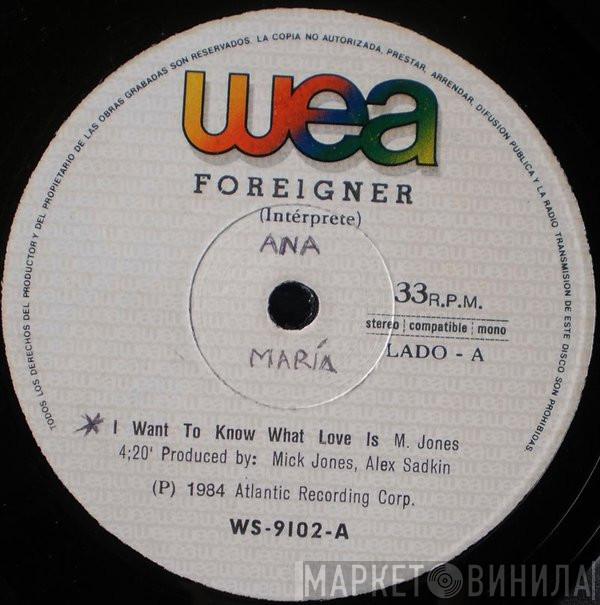 TODOS LOS DERECHOS DEL PRODUCTOR Y DEL PROPIETARIO DE LAS OBRAS GRABADAS SON RESERVADOS. LA COPIA NO AUTORIZADA, PRESTAR, ARRENDAR, DIFUSION PUBLICA Y LA RADIO TRANSMISION DE ESTE DISCO SON PROHIBIDAS.
wea
FOREIGNER
(Intérprete)
ANA
33 R.P.M.
stereo compatible mono
MARÍA
LADO - A
* I Want To Know What Love Is M. Jones
4;20' Produced by: Mick Jones, Alex Sadkin
(P) 1984 Atlantic Recording Corp.
WS-9102-A
МАРКЕТ ВИНИЛА